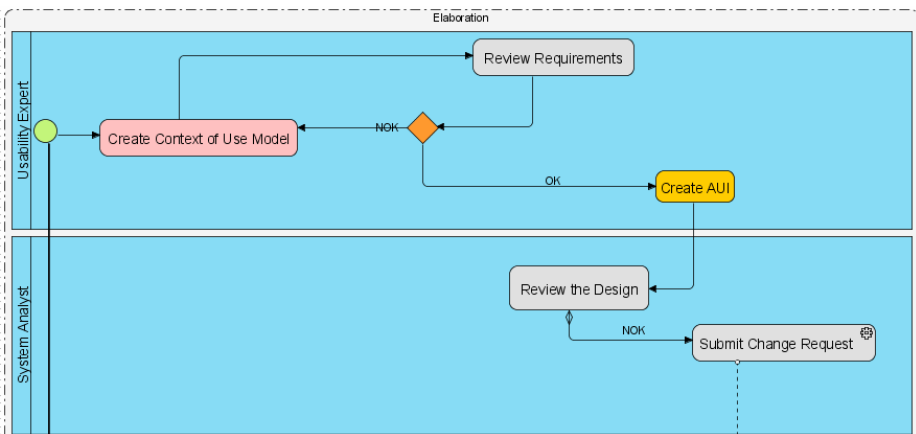 Elaboration
Usability Expert
Review Requirements
Create Context of Use Model
NOK
OK
Create AUI
System Analyst
Review the Design
NOK
Submit Change Request